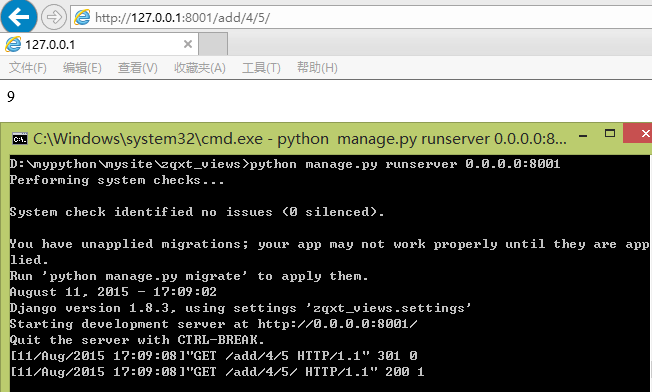 http://127.0.0.1:8001/add/4/5/
127.0.0.1 ×
文件(F) 编辑(E) 查看(V) 收藏夹(A) 工具(T) 帮助(H)
9
C:\Windows\system32\cmd.exe - python  manage.py runserver 0.0.0.0:8...
D:\mypython\mysite\zqxt_views>python manage.py runserver 0.0.0.0:8001
Performing system checks...
System check identified no issues (0 silenced).
You have unapplied migrations; your app may not work properly until they are app
lied.
Run 'python manage.py migrate' to apply them.
August 11, 2015 - 17:09:02
Django version 1.8.3, using settings 'zqxt_views.settings'
Starting development server at http://0.0.0.0:8001/
Quit the server with CTRL-BREAK.
[11/Aug/2015 17:09:08]"GET /add/4/5 HTTP/1.1" 301 0
[11/Aug/2015 17:09:08]"GET /add/4/5/ HTTP/1.1" 200 1